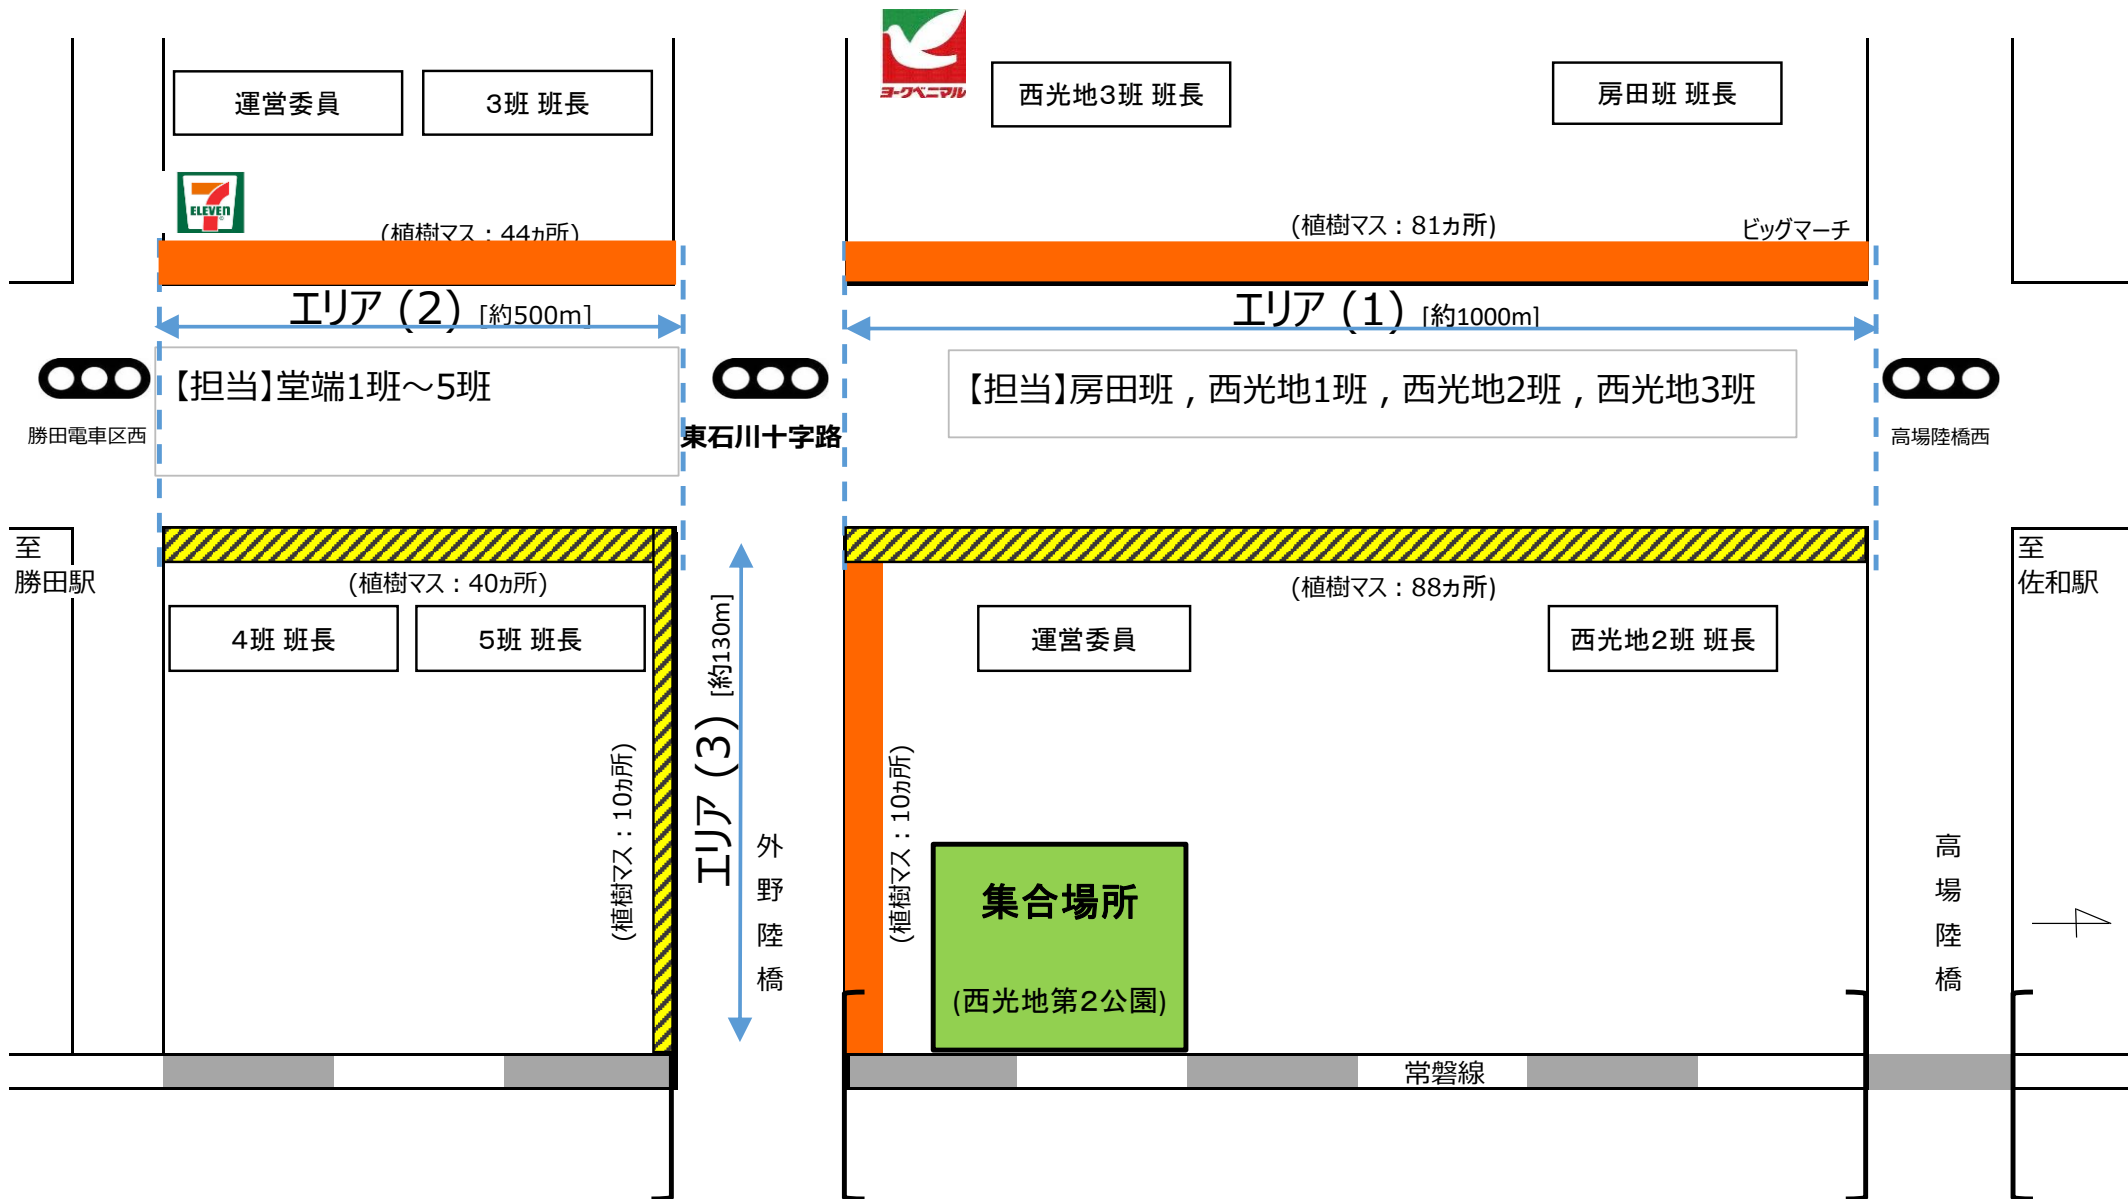 ヨークベニマル
運営委員
3班 班長
西光地3班 班長
房田班 班長
7
ELEVEN
(植樹マス：44ヵ所)
(植樹マス：81ヵ所)
ビッグマーチ
エリア (2) [約500m]
エリア (1) [約1000m]
【担当】堂端1班～5班
【担当】房田班 , 西光地1班 , 西光地2班 , 西光地3班
勝田電車区西
東石川十字路
高場陸橋西
至
勝田駅
(植樹マス：40ヵ所)
(植樹マス：88ヵ所)
至
佐和駅
4班 班長
5班 班長
運営委員
西光地2班 班長
エリア (3) [約130m]
(植樹マス：10ヵ所)
外野陸橋
(植樹マス：10ヵ所)
集合場所
(西光地第2公園)
高場陸橋
常磐線